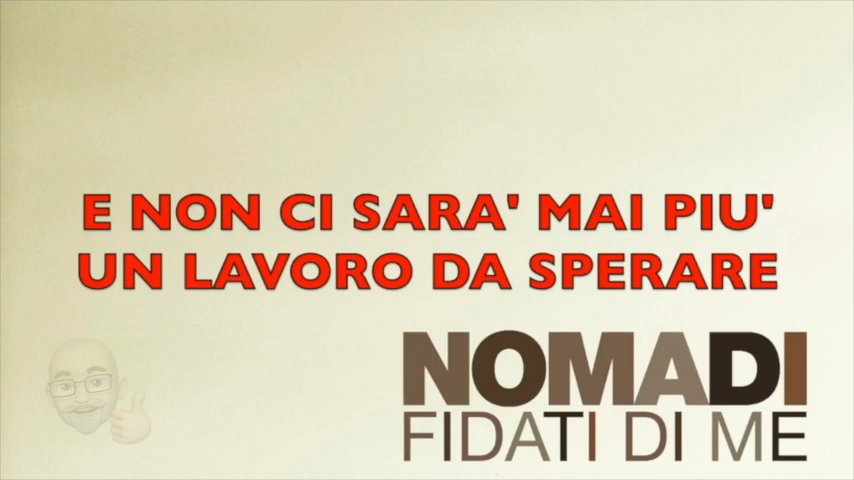 E NON CI SARA' MAI PIU'
UN LAVORO DA SPERARE
NOMADI
FIDATI DI ME